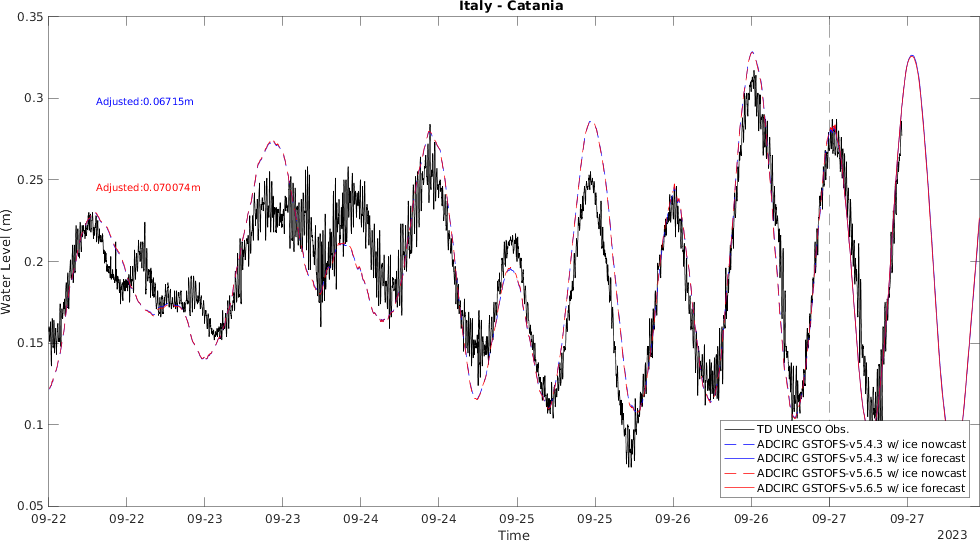 Italy - Catania
0.35
0.3
0.25
0.2
0.15
0.1
0.05
Water Level (m)
Adjusted:0.06715m
Adjusted:0.070074m
TD UNESCO Obs.
ADCIRC GSTOFS-v5.4.3 w/ ice nowcast
ADCIRC GSTOFS-v5.4.3 w/ ice forecast
ADCIRC GSTOFS-v5.6.5 w/ ice nowcast
ADCIRC GSTOFS-v5.6.5 w/ ice forecast
09-22 09-22 09-23 09-23 09-24 09-24 09-25 09-25 09-26 09-26 09-27 09-27
Time
2023